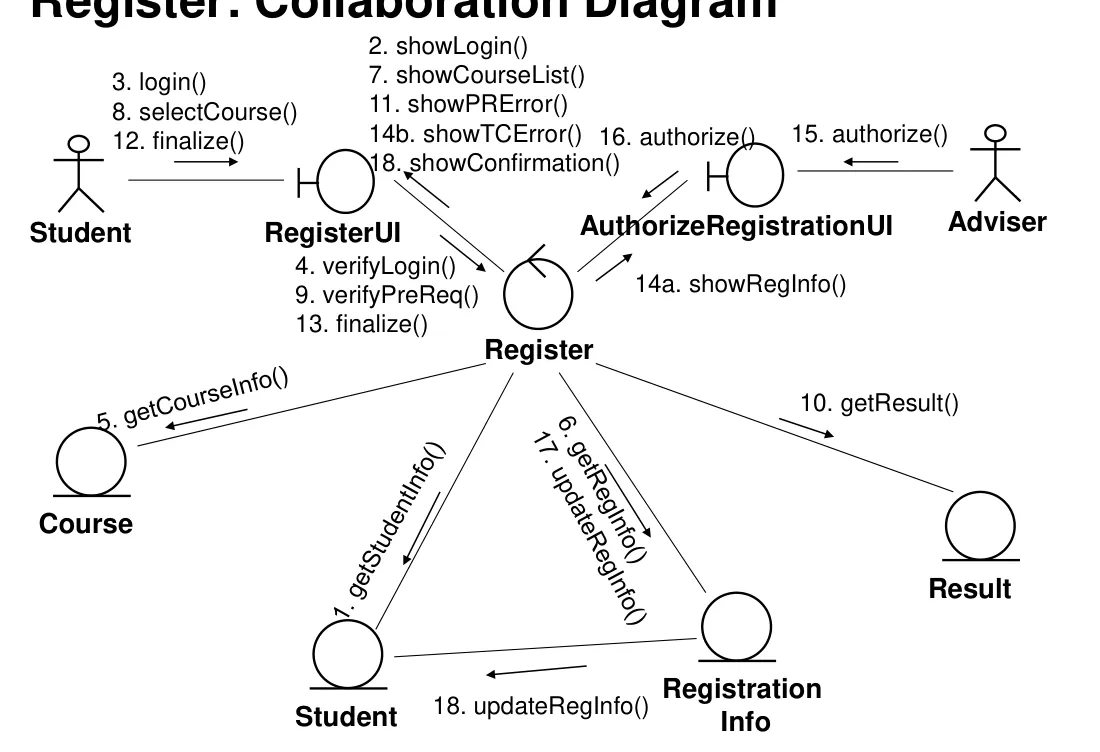 Register: Collaboration Diagram
2. showLogin()
7. showCourseList()
11. showPRError()
14b. showTCError()
18. showConfirmation()
3. login()
8. selectCourse()
12. finalize()
16. authorize()
15. authorize()
Student
RegisterUI
AuthorizeRegistrationUI
Adviser
4. verifyLogin()
9. verifyPreReq()
13. finalize()
14a. showRegInfo()
Register
5. getCourseInfo()
10. getResult()
6. getRegInfo()
17. updateRegInfo()
1. getStudentInfo()
Course
Result
Student
18. updateRegInfo()
Registration
Info